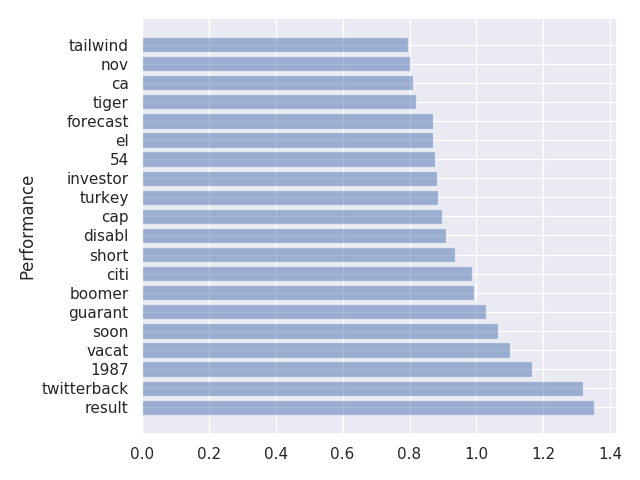 Performance
tailwind
nov
ca
tiger
forecast
el
54
investor
turkey
cap
disabl
short
citi
boomer
guarant
soon
vacat
1987
twitterback
result
0.0 0.2 0.4 0.6 0.8 1.0 1.2 1.4